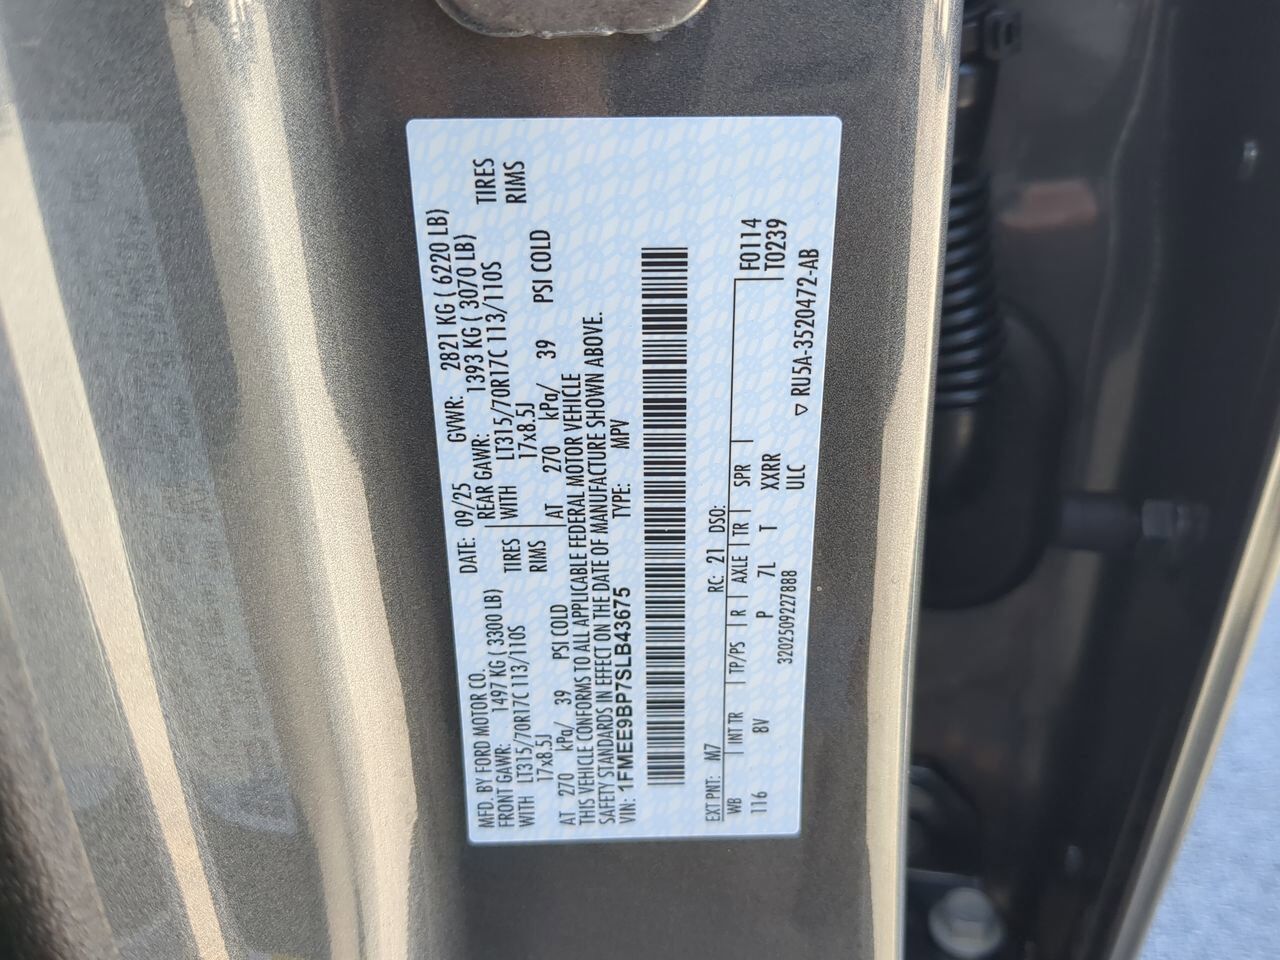 MFD. BY FORD MOTOR CO.
DATE: 09/25 GVWR: 2821 KG ( 6220 LB)
FRONT GAWR: 1497 KG ( 3300 LB) REAR GAWR: 1393 KG ( 3070 LB)
WITH LT315/70R17C 113/110S TIRES WITH LT315/70R17C 113/110S TIRES
17x8.5J RIMS 17x8.5J RIMS
AT 270 kPa/ 39 PSI COLD AT 270 kPa/ 39 PSI COLD
THIS VEHICLE CONFORMS TO ALL APPLICABLE FEDERAL MOTOR VEHICLE
SAFETY STANDARDS IN EFFECT ON THE DATE OF MANUFACTURE SHOWN ABOVE.
VIN: 1FMEE9BP7SLB43675 TYPE: MPV
EXT PNT: M7 RC: 21 DSO:
WB INT TR TP/PS R AXLE TR SPR F0114
116 8V P 7L T XXRR T0239
3202509227888 ULC ▽ RU5A-3520472-AB